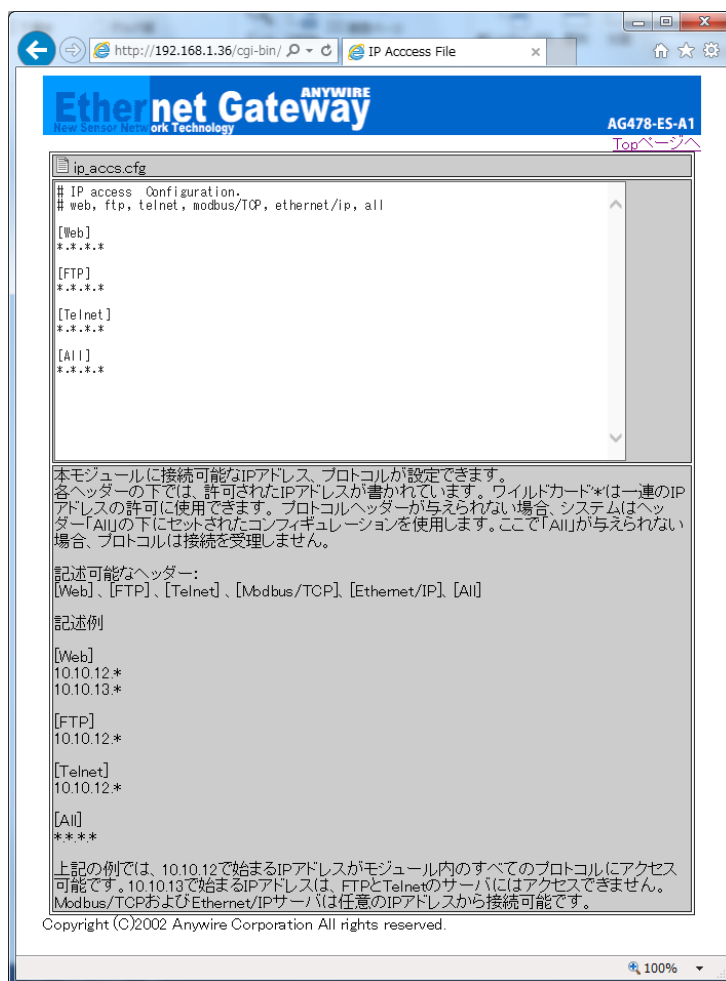 http://192.168.1.36/cgi-bin/
IP Acccess File
Ethernet Gateway
ANYWIRE
New Sensor Network Technology
AG478-ES-A1
Topページへ
ip_accs.cfg
# IP access Configuration.
# web, ftp, telnet, modbus/TCP, ethernet/ip, all
[Web]
*.*.*.*
[FTP]
*.*.*.*
[Telnet]
*.*.*.*
[All]
*.*.*.*
本モジュールに接続可能なIPアドレス、プロトコルが設定できます。
各ヘッダーの下では、許可されたIPアドレスが書かれています。ワイルドカード'*'は一連のIP
アドレスの許可に使用できます。プロトコルヘッダーが与えられない場合、システムはヘッ
ダー「All」の下にセットされたコンフィギュレーションを使用します。ここで「All」が与えられない
場合、プロトコルは接続を受理しません。
記述可能なヘッダー:
[Web]、[FTP]、[Telnet]、[Modbus/TCP]、[Ethernet/IP]、[All]
記述例
[Web]
10.10.12.*
10.10.13.*
[FTP]
10.10.12.*
[Telnet]
10.10.12.*
[All]
*.*.*.*
上記の例では、10.10.12で始まるIPアドレスがモジュール内のすべてのプロトコルにアクセス
可能です。10.10.13で始まるIPアドレスは、FTPとTelnetのサーバにはアクセスできません。
Modbus/TCPおよびEthernet/IPサーバは任意のIPアドレスから接続可能です。
Copyright (C)2002 Anywire Corporation All rights reserved.
100%